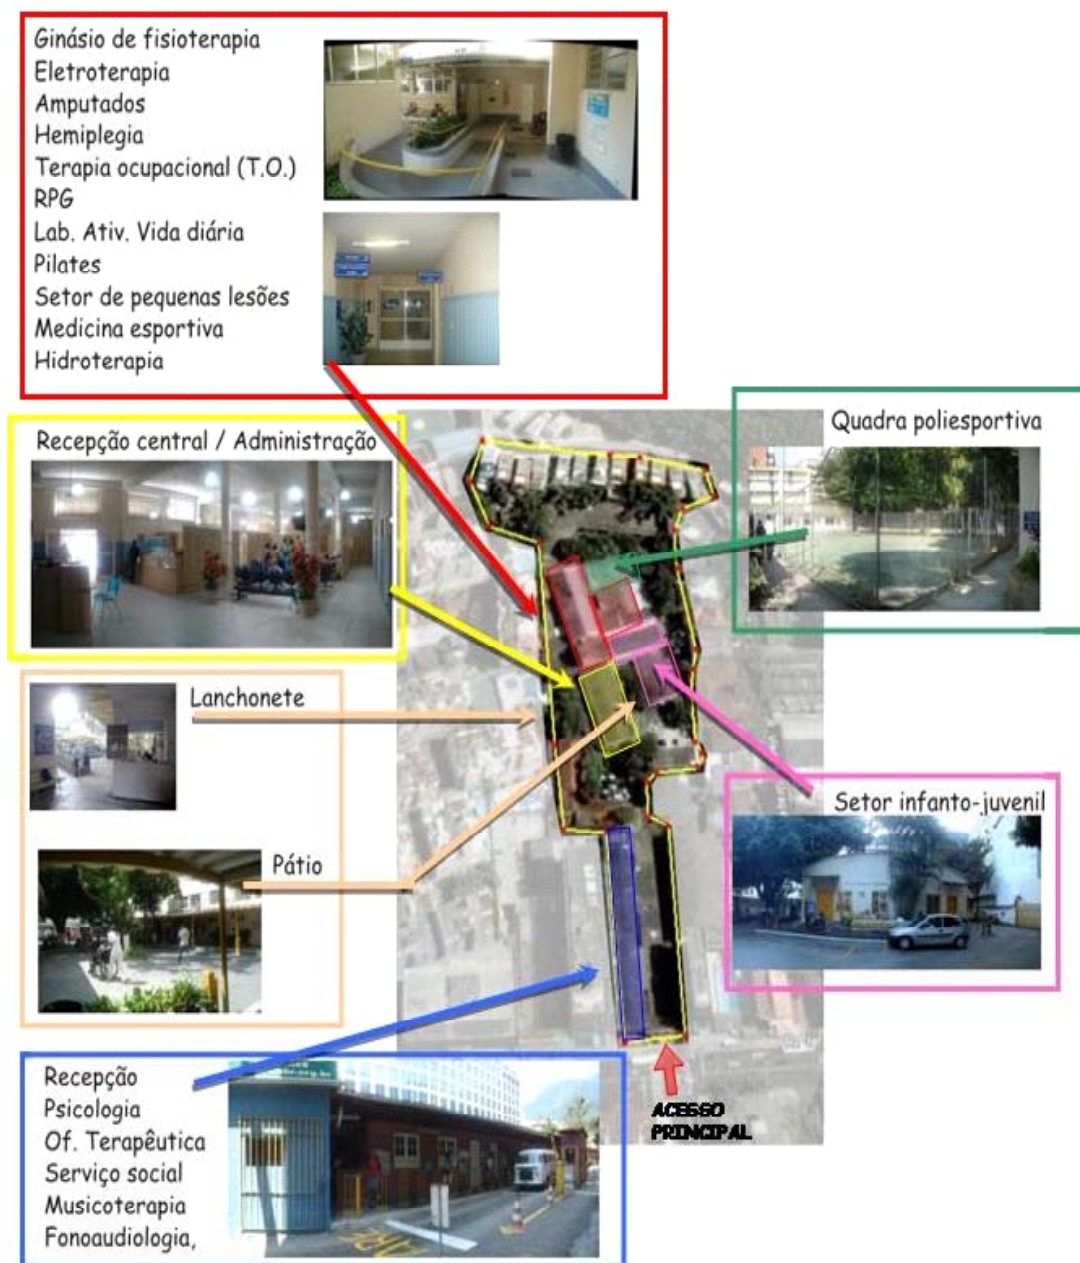 Ginásio de fisioterapia
Eletroterapia
Amputados
Hemiplegia
Terapia ocupacional (T.O.)
RPG
Lab. Ativ. Vida diária
Pilates
Setor de pequenas lesões
Medicina esportiva
Hidroterapia
Recepção central / Administração
Quadra poliesportiva
Lanchonete
Setor infanto-juvenil
Pátio
ACESSO
PRINCIPAL
Recepção
Psicologia
Of. Terapêutica
Serviço social
Musicoterapia
Fonoaudiologia,